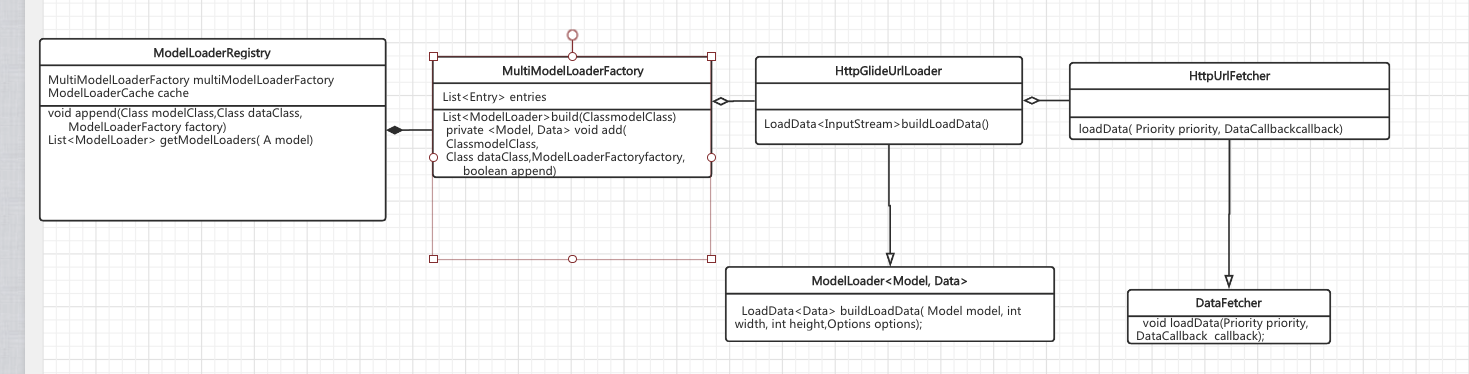 ModelLoaderRegistry
MultiModelLoaderFactory multiModelLoaderFactory
ModelLoaderCache cache
void append(Class modelClass,Class dataClass,
ModelLoaderFactory factory)
List<ModelLoader> getModelLoaders( A model)
MultiModelLoaderFactory
List<Entry> entries
List<ModelLoader>build(ClassmodelClass)
private <Model, Data> void add(
ClassmodelClass,
Class dataClass,ModelLoaderFactoryfactory,
boolean append)
HttpGlideUrlLoader
LoadData<InputStream>buildLoadData()
HttpUrlFetcher
loadData( Priority priority, DataCallbackcallback)
ModelLoader<Model, Data>
LoadData<Data> buildLoadData( Model model, int
width, int height,Options options);
DataFetcher
void loadData(Priority priority,
DataCallback callback);